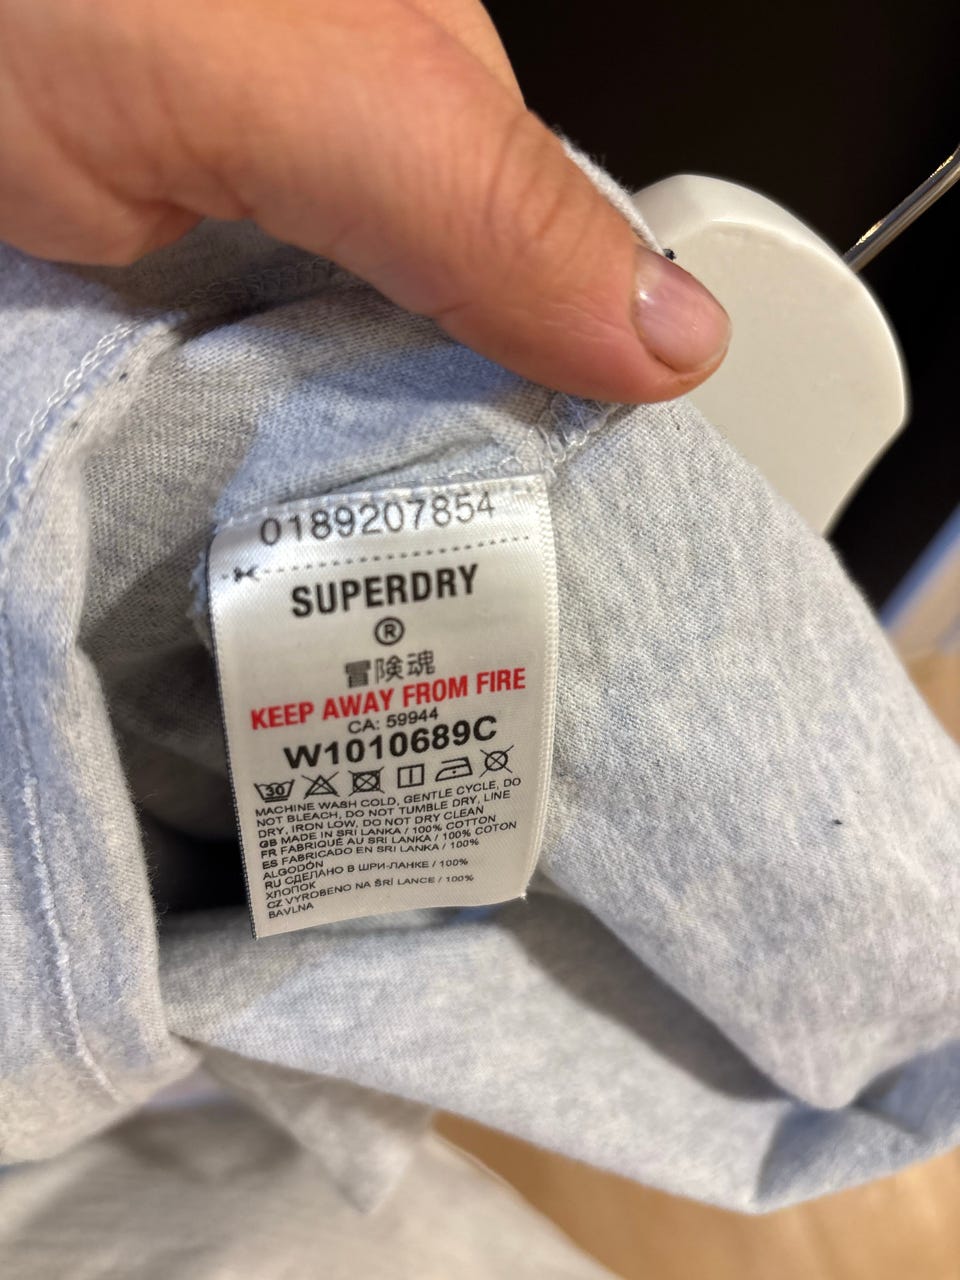 0189207854
SUPERDRY
®
冒険魂
KEEP AWAY FROM FIRE
CA: 59944
W1010689C
30
MACHINE WASH COLD, GENTLE CYCLE, DO
NOT BLEACH, DO NOT TUMBLE DRY, LINE
DRY, IRON LOW, DO NOT DRY CLEAN
GB MADE IN SRI LANKA / 100% COTTON
FR FABRIQUÉ AU SRI LANKA / 100% COTON
ES FABRICADO EN SRI LANKA / 100%
ALGODÓN
RU СДЕЛАНО В ШРИ-ЛАНКЕ / 100%
ХЛОПОК
CZ VYROBENO NA ŠRÍ LANCE / 100%
BAVLNA